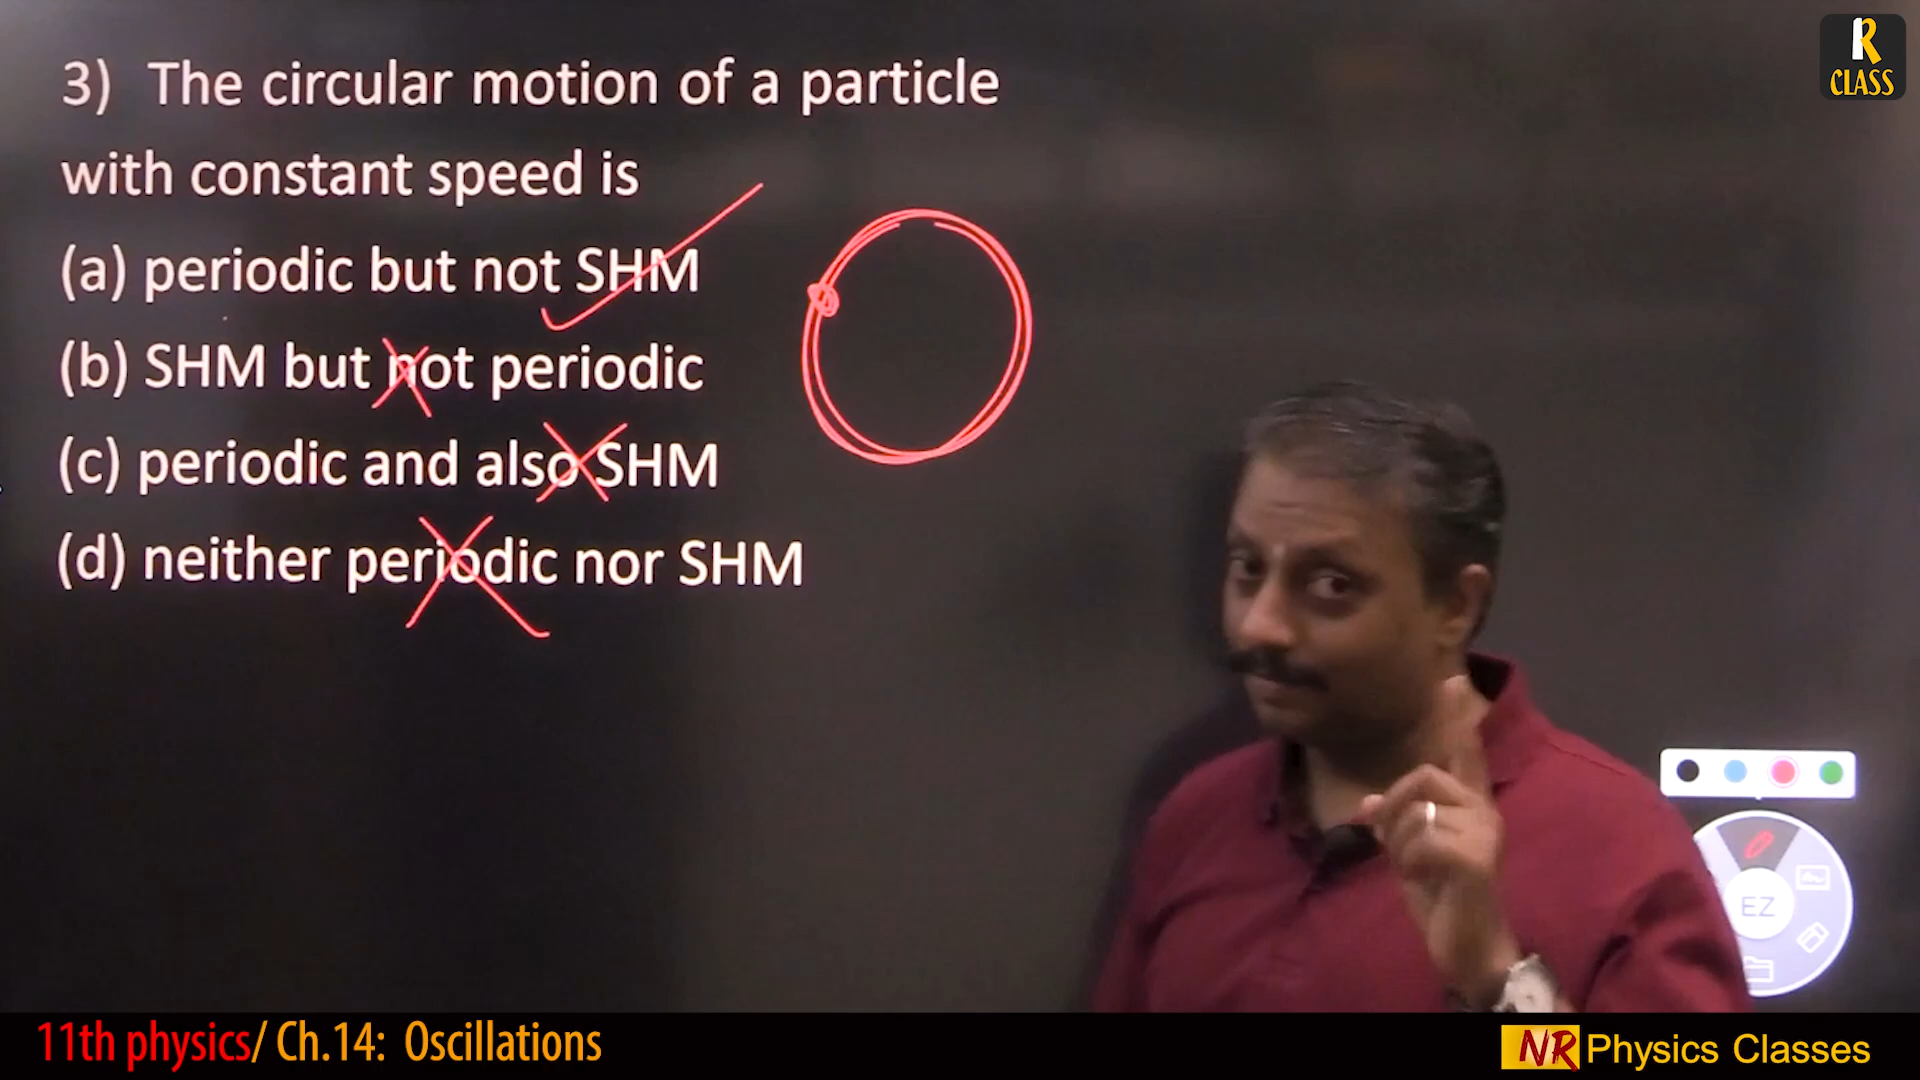 R
CLASS
3) The circular motion of a particle
with constant speed is
(a) periodic but not SHM
(b) SHM but not periodic
(c) periodic and also SHM
(d) neither periodic nor SHM
EZ
11th physics/ Ch.14: Oscillations
NR Physics Classes